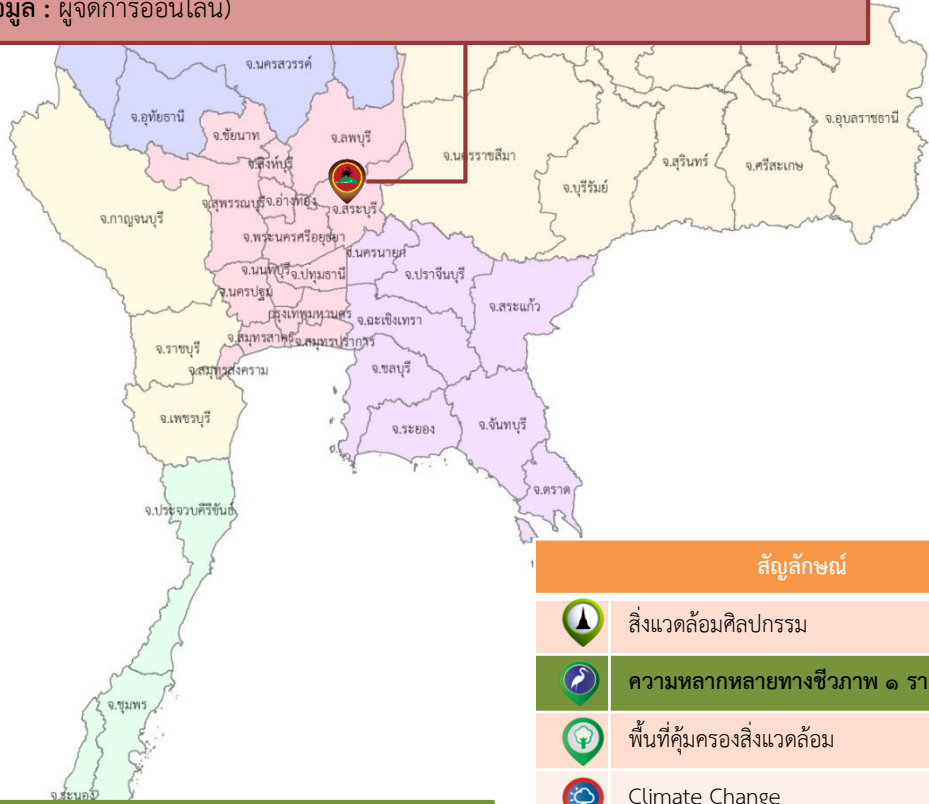 อมูล : ผู้จัดการออนไลน์)
จ.นครสวรรค์
จ.อุทัยธานี
จ.ชัยนาท
จ.ลพบุรี
จ.อุบลราชธานี
จ.สิงห์บุรี
จ.นครราชสีมา
จ.สุรินทร์
จ.ศรีสะเกษ
จ.บุรีรัมย์
จ.กาญจนบุรี
จ.สุพรรณบุรี
จ.อ่างทอง
จ.สระบุรี
จ.พระนครศรีอยุธยา
จ.นครนายก
จ.นนทบุรี
จ.ปทุมธานี
จ.ปราจีนบุรี
จ.นครปฐม
จ.สระแก้ว
กรุงเทพมหานคร
จ.ฉะเชิงเทรา
จ.ราชบุรี
จ.สมุทรสาคร
จ.สมุทรปราการ
จ.สมุทรสงคราม
จ.ชลบุรี
จ.เพชรบุรี
จ.ระยอง
จ.จันทบุรี
จ.ตราด
จ.ประจวบคีรีขันธ์
สัญลักษณ์
สิ่งแวดล้อมศิลปกรรม
ความหลากหลายทางชีวภาพ ๑ รา
พื้นที่คุ้มครองสิ่งแวดล้อม
จ.ชุมพร
จ.ระนอง
Climate Change